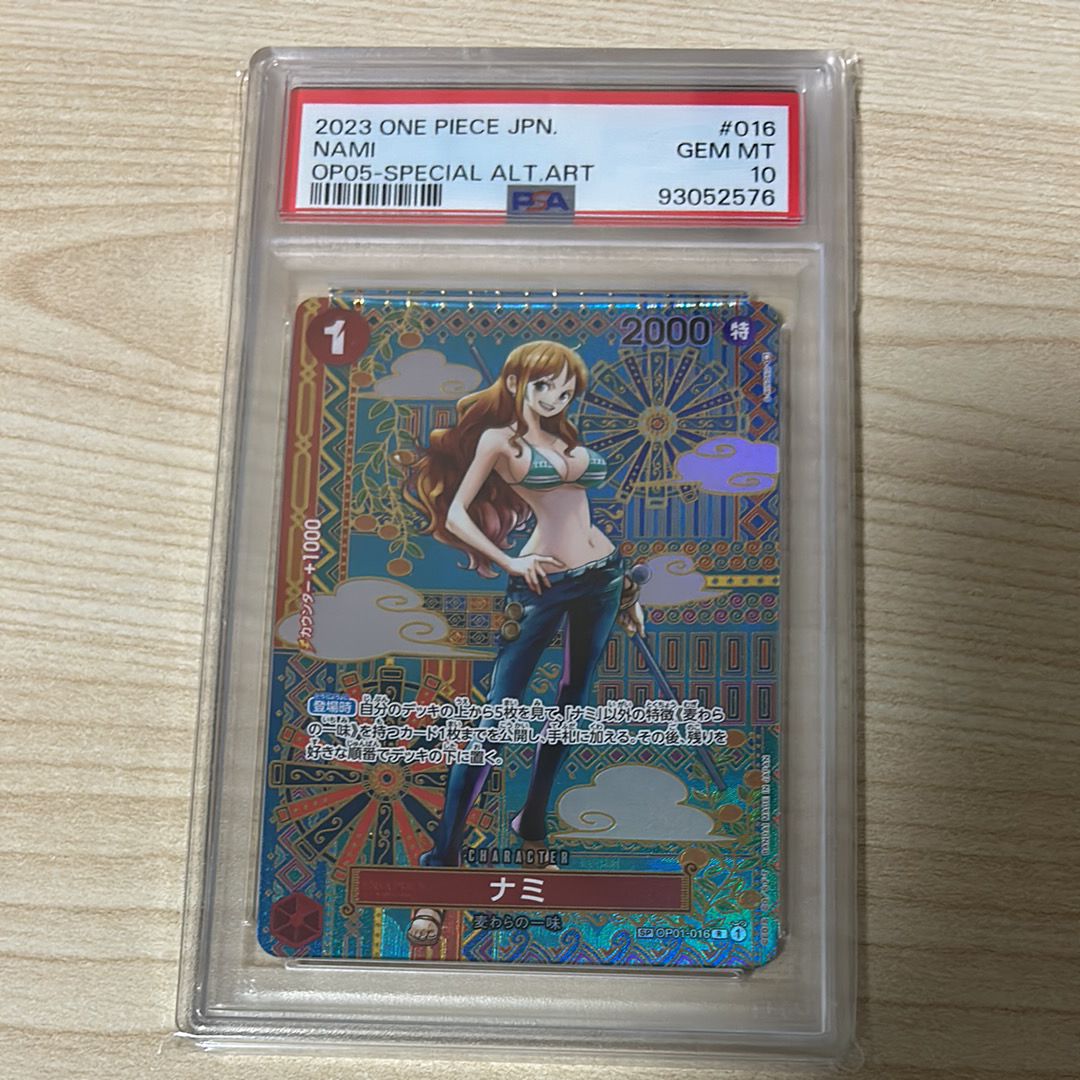 2023 ONE PIECE JPN.
#016
NAMI
GEM MT
OP05-SPECIAL ALT.ART
10
PSA
93052576
1
2000
特
カウンター+1000
登場時 自分のデッキの上から5枚を見て、「ナミ」以外の特徴《麦わら
の一味》を持つカード1枚までを公開し、手札に加える。その後、残りを
好きな順番でデッキの下に置く。
BANDAI MADE IN JAPAN
CHARACTER
ナミ
麦わらの一味
SP OP01-016 R 1